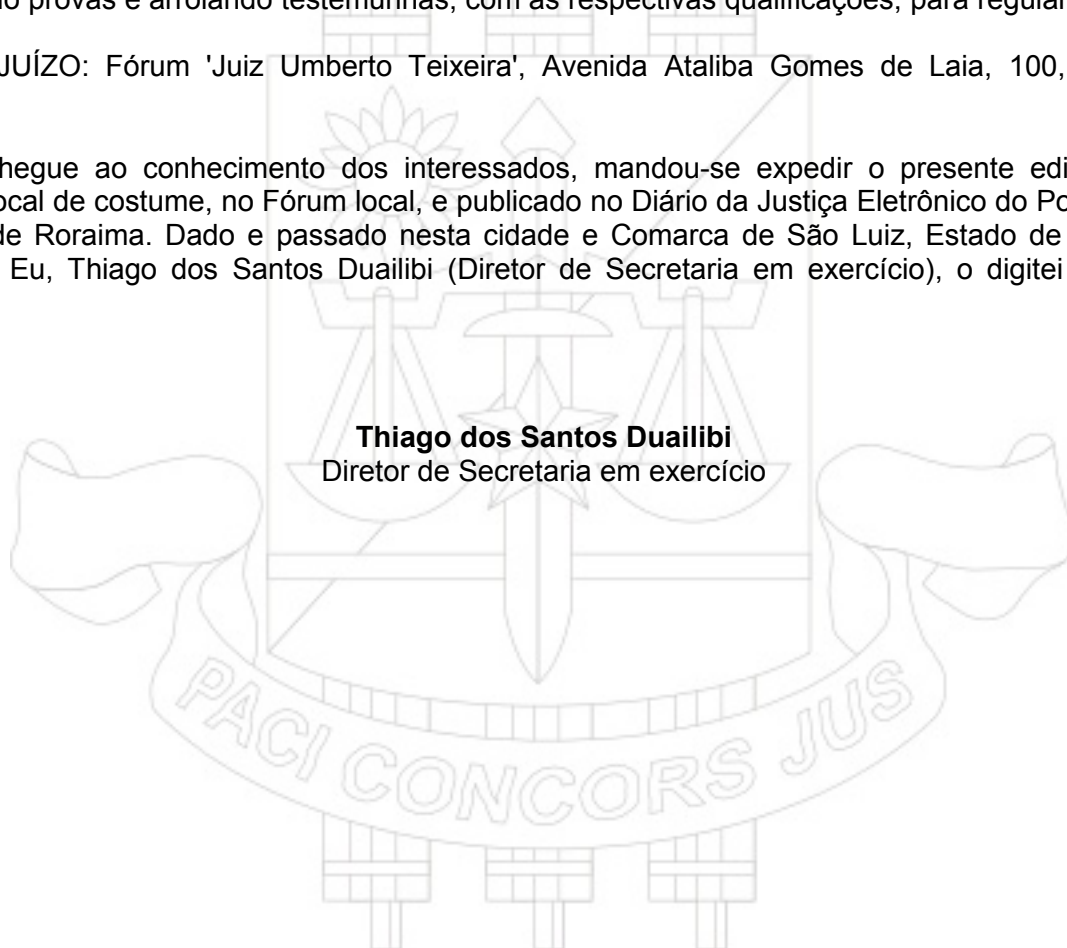 provas e arrolando testemunhas, com as respectivas qualificações, para regular
JUÍZO: Fórum 'Juiz Umberto Teixeira', Avenida Ataliba Gomes de Laia, 100,
hegue ao conhecimento dos interessados, mandou-se expedir o presente edi
ocal de costume, no Fórum local, e publicado no Diário da Justiça Eletrônico do Po
de Roraima. Dado e passado nesta cidade e Comarca de São Luiz, Estado de
Eu, Thiago dos Santos Duailibi (Diretor de Secretaria em exercício), o digitei
Thiago dos Santos Duailibi
Diretor de Secretaria em exercício
PACI CONCORS JUS